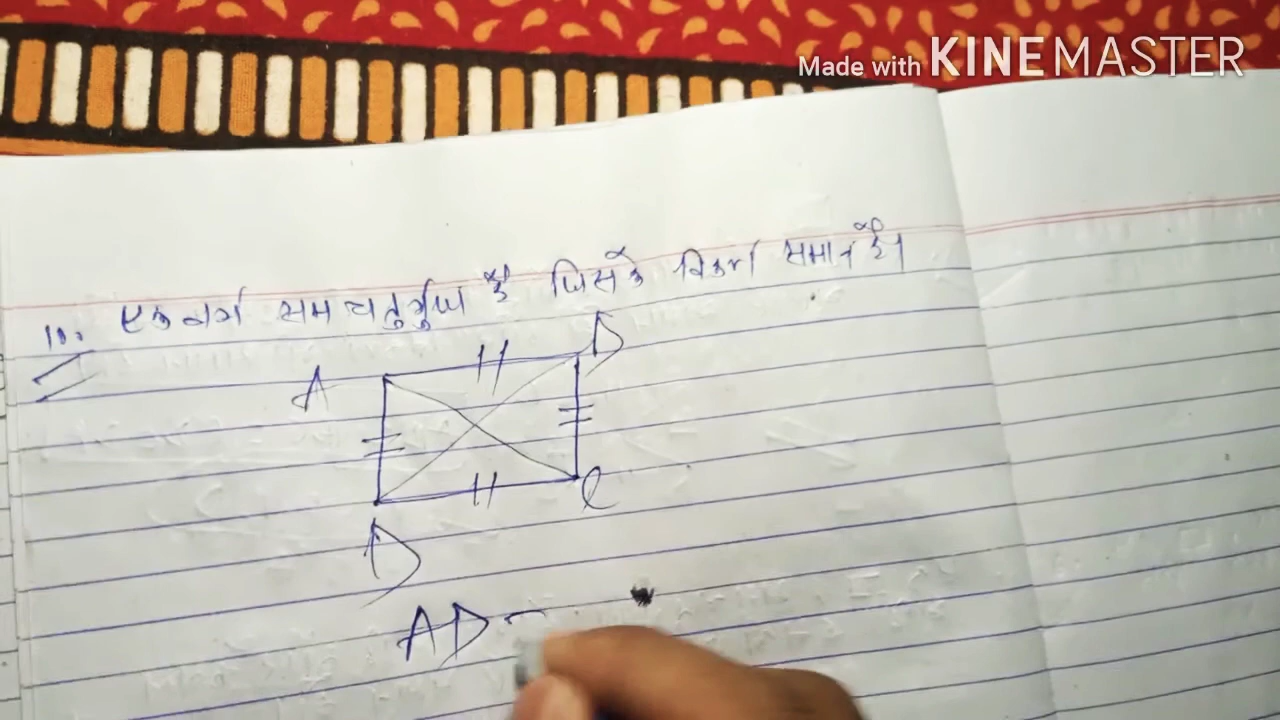 Made with KINEMASTER
10. एक वर्ग समचतुर्भुज है जिसके विकर्ण समान है।
A D
D C
AD =